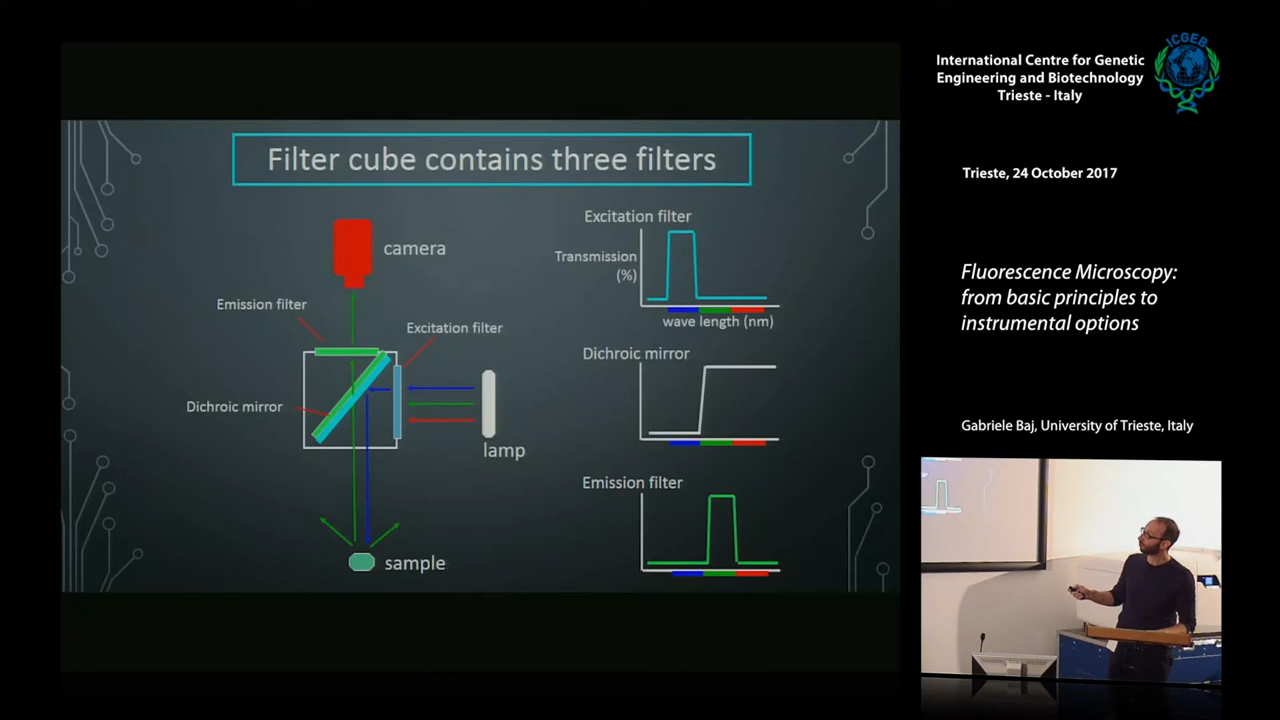 Filter cube contains three filters
camera
Emission filter
Excitation filter
Dichroic mirror
lamp
sample
Excitation filter
Transmission
(%)
wave length (nm)
Dichroic mirror
Emission filter
ICGEB
International Centre for Genetic
Engineering and Biotechnology
Trieste - Italy
Trieste, 24 October 2017
Fluorescence Microscopy:
from basic principles to
instrumental options
Gabriele Baj, University of Trieste, Italy